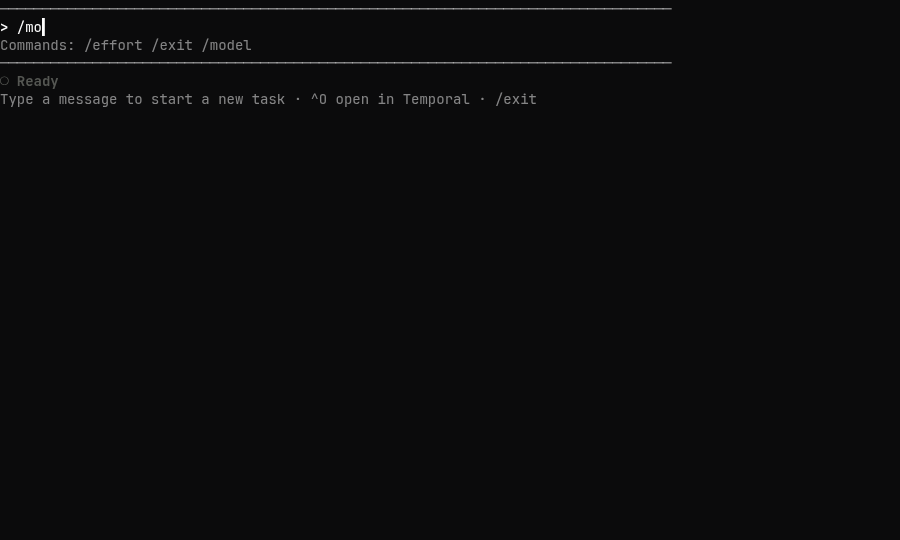 > /mo
Commands: /effort /exit /model
○ Ready
Type a message to start a new task · ^O open in Temporal · /exit